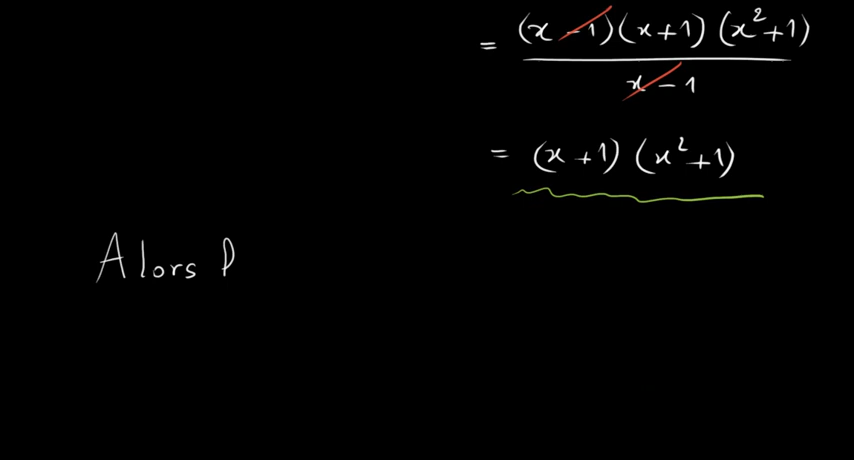 = (x - 1)(x + 1)(x² + 1)
x - 1
= (x + 1)(x² + 1)
Alors P